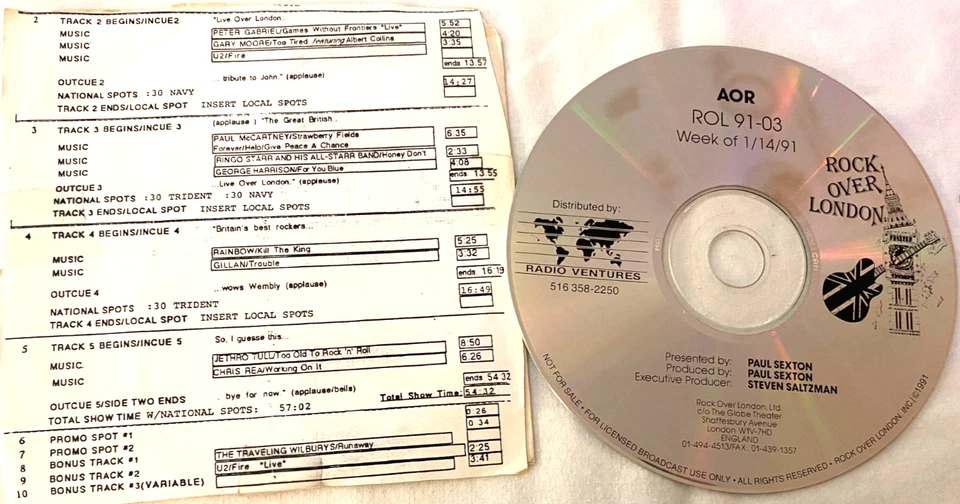 2 TRACK 2 BEGINS/INCUE2 "Live Over London.. 5.52
MUSIC PETER GABRIEL/Games Without Frontiers "Live" 4:20
MUSIC GARY MOORE/Too Tired featuring Albert Collins 3:35
MUSIC U2/Fire
ends 13.57
OUTCUE 2 ... tribute to John." (applause) 14:27
NATIONAL SPOTS :30 NAVY
TRACK 2 ENDS/LOCAL SPOT INSERT LOCAL SPOTS
3 TRACK 3 BEGINS/INCUE 3 (applause) "The Great British..
MUSIC PAUL McCARTNEY/Strawberry Fields 6.35
Forever/Help/Give Peace A Chance
MUSIC RINGO STARR AND HIS ALL-STARR BAND/Honey Don't 2:33
MUSIC GEORGE HARRISON/For You Blue 4:08
OUTCUE 3 ...Live Over London." (applause) ends 13 55
NATIONAL SPOTS :30 TRIDENT :30 NAVY 14:55
TRACK 3 ENDS/LOCAL SPOT INSERT LOCAL SPOTS
4 TRACK 4 BEGINS/INCUE 4 "Britain's best rockers...
MUSIC RAINBOW/Kill The King 5.25
MUSIC GILLAN/Trouble 3.32
ends 16 19
OUTCUE 4 ...wows Wembly (applause) 16:49
NATIONAL SPOTS :30 TRIDENT
TRACK 4 ENDS/LOCAL SPOT INSERT LOCAL SPOTS
5 TRACK 5 BEGINS/INCUE 5 So, I guess this...
MUSIC JETHRO TULL/Too Old To Rock 'n' Roll 8:50
MUSIC CHRIS REA/Working On It 6.26
ends 54 32
OUTCUE 5/SIDE TWO ENDS .. bye for now." (applause/bells) Total Show Time: 54:32
TOTAL SHOW TIME W/NATIONAL SPOTS: 57:02
6 PROMO SPOT #1 0:26
7 PROMO SPOT #2 0 34
8 BONUS TRACK #1 THE TRAVELING WILBURYS/Runaway 2:25
9 BONUS TRACK #2 U2/Fire "Live" 3:41
10 BONUS TRACK #3(VARIABLE)
AOR
ROL 91-03
Week of 1/14/91
ROCK
OVER
LONDON
Distributed by:
RADIO VENTURES
516 358-2250
Presented by: PAUL SEXTON
Produced by: PAUL SEXTON
Executive Producer: STEVEN SALTZMAN
Rock Over London, Ltd.
c/o The Globe Theater
Shaftesbury Avenue
London W1V-7HD
ENGLAND
01-494-4513/FAX: 01-439-1357
NOT FOR SALE • FOR LICENSED BROADCAST USE ONLY • ALL RIGHTS RESERVED • ROCK OVER LONDON, INC.©1991